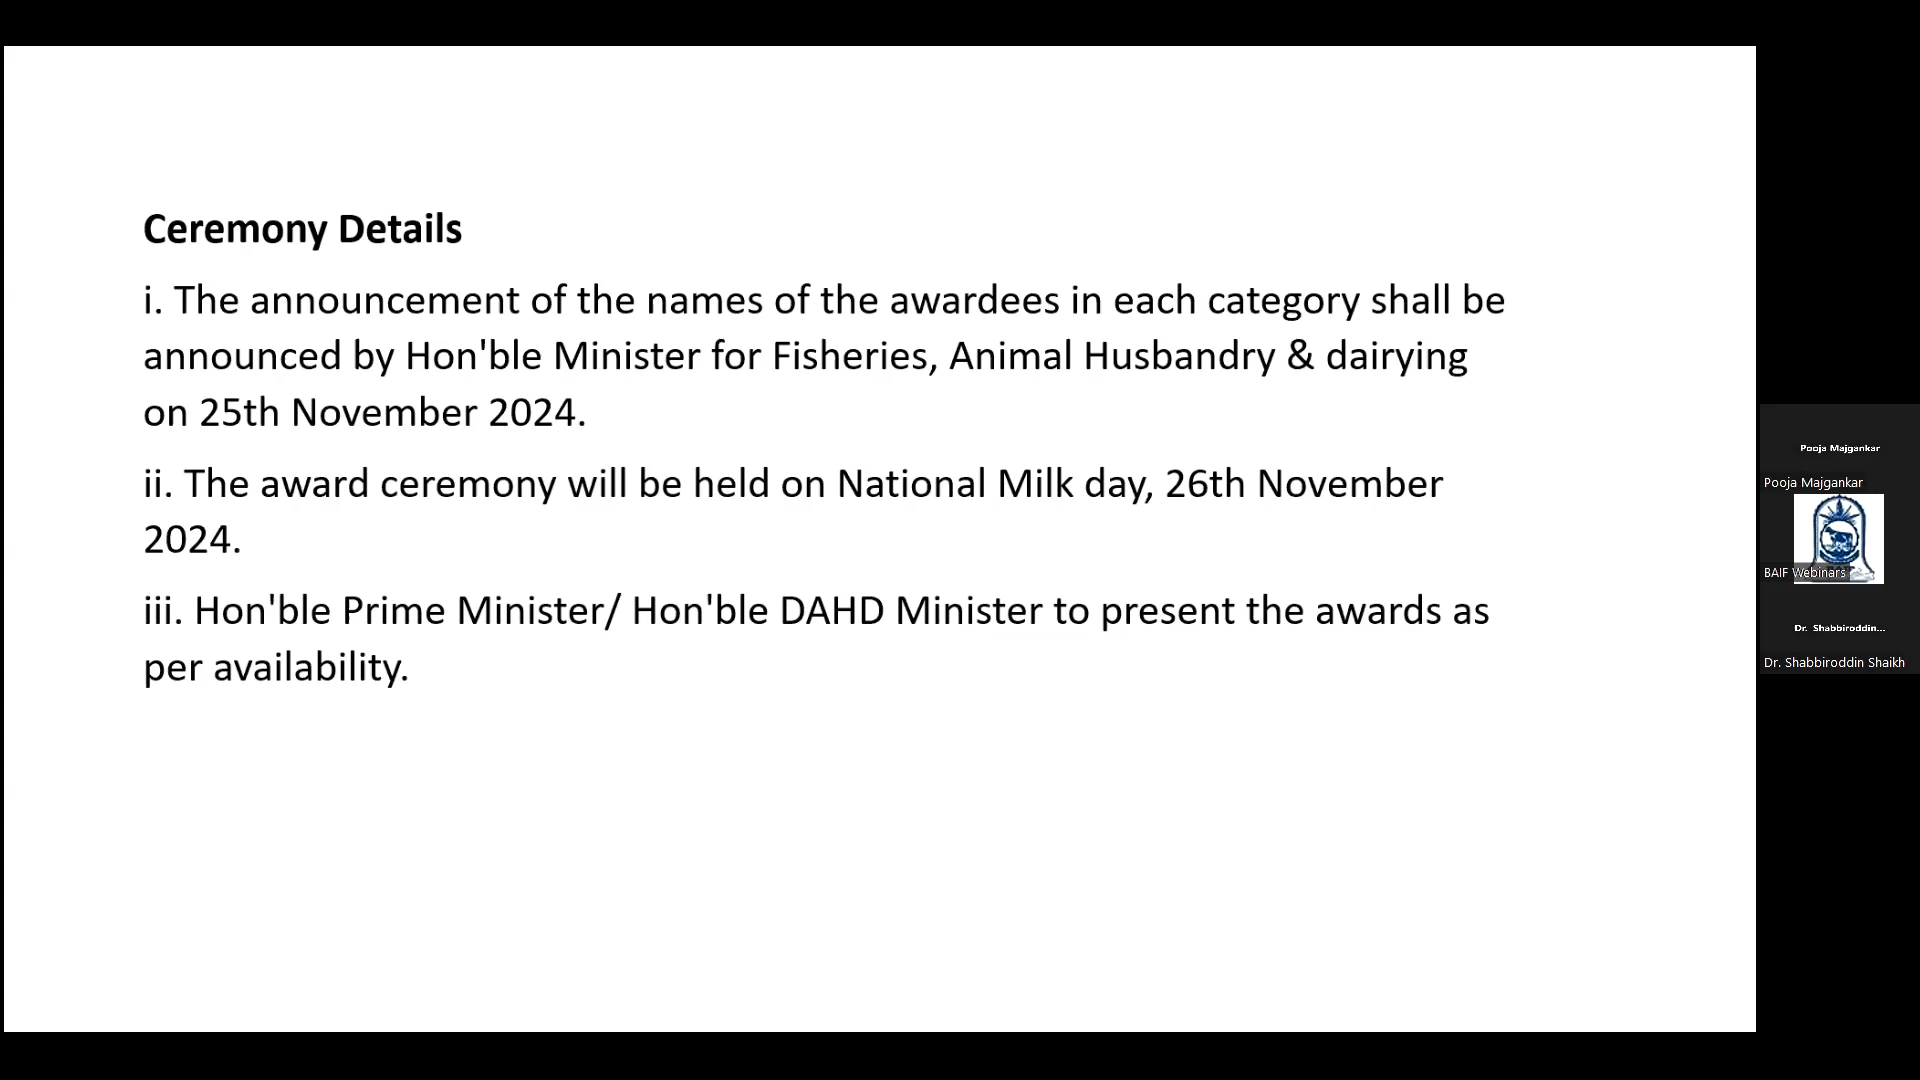 Ceremony Details
i. The announcement of the names of the awardees in each category shall be
announced by Hon'ble Minister for Fisheries, Animal Husbandry & dairying
on 25th November 2024.
ii. The award ceremony will be held on National Milk day, 26th November
2024.
iii. Hon'ble Prime Minister/ Hon'ble DAHD Minister to present the awards as
per availability.
Pooja Majgankar
Pooja Majgankar
BAIF Webinars
Dr. Shabbiroddin...
Dr. Shabbiroddin Shaikh